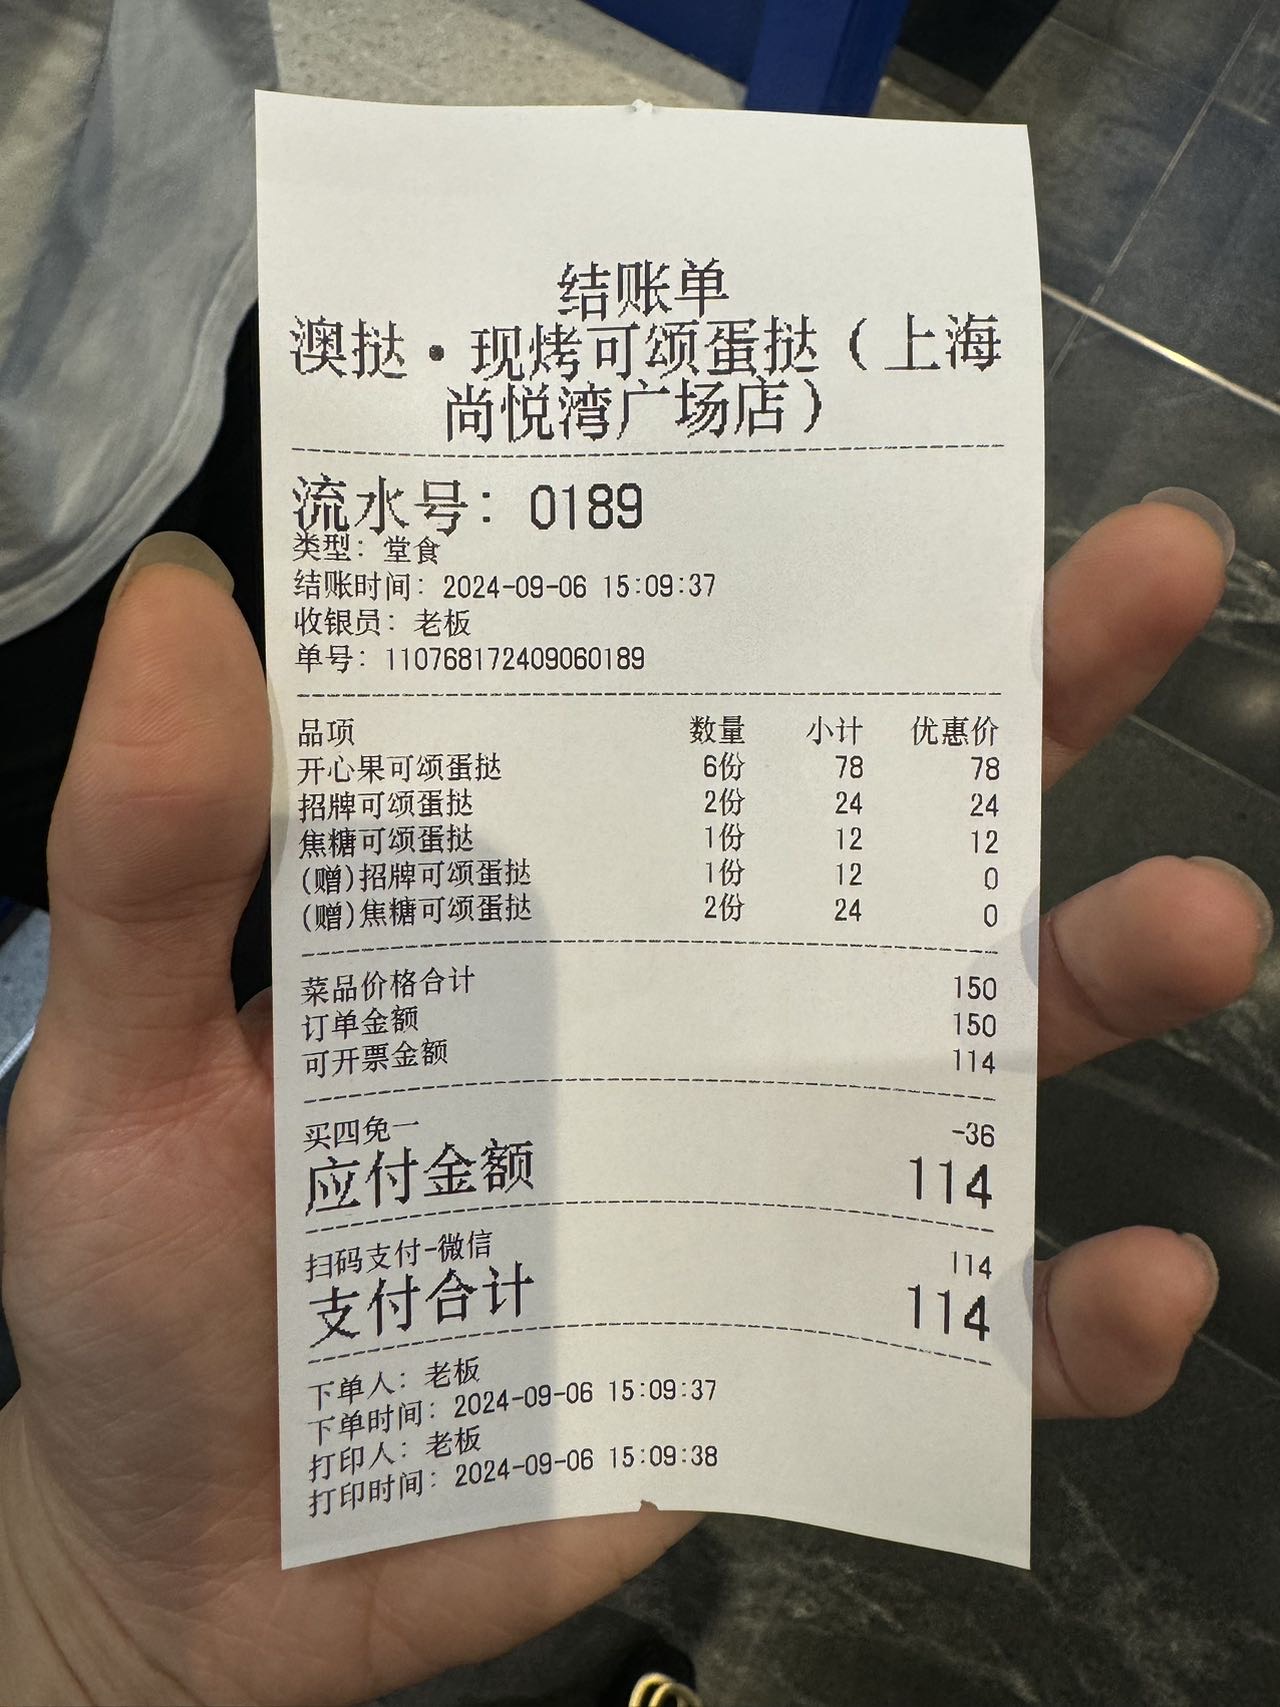 结账单
澳挞·现烤可颂蛋挞（上海
尚悦湾广场店）
流水号：0189
类型：堂食
结账时间：2024-09-06 15:09:37
收银员：老板
单号：110768172409060189
品项 数量 小计 优惠价
开心果可颂蛋挞 6份 78 78
招牌可颂蛋挞 2份 24 24
焦糖可颂蛋挞 1份 12 12
(赠)招牌可颂蛋挞 1份 12 0
(赠)焦糖可颂蛋挞 2份 24 0
菜品价格合计 150
订单金额 150
可开票金额 114
买四免一 -36
应付金额 114
扫码支付-微信 114
支付合计 114
下单人：老板
下单时间：2024-09-06 15:09:37
打印人：老板
打印时间：2024-09-06 15:09:38